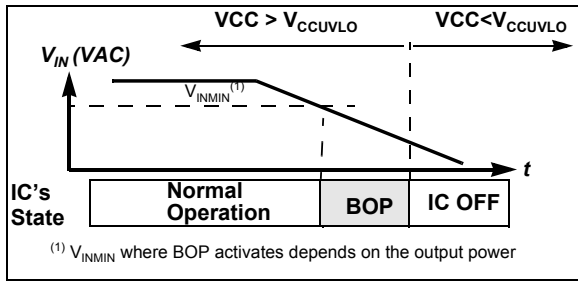 VCC > VCCUVLO VCC<VCCUVLO
VIN (VAC)
VINMIN(1)
t
IC's State
Normal Operation
BOP
IC OFF
(1) VINMIN where BOP activates depends on the output power